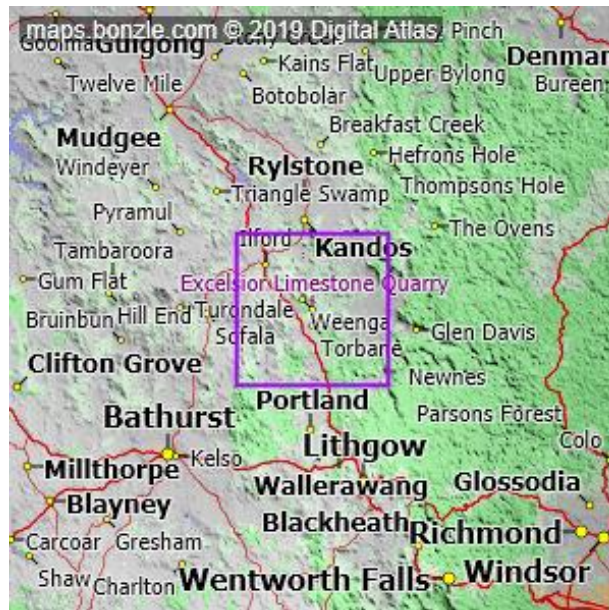 maps.bonzle.com © 2019 Digital Atlas
Pinch
Gulgong
Denman
Kains Flat
Upper Bylong
Bureen
Twelve Mile
Botobolar
Breakfast Creek
Mudgee
Hefrons Hole
Windeyer
Rylstone
Triangle Swamp
Thompsons Hole
Pyramul
The Ovens
Ilford
Kandos
Tambaroora
Gum Flat
Excelsior Limestone Quarry
Bruinbun
Hill End
Turondale
Weenga
Sofala
Torbane
Glen Davis
Clifton Grove
Newnes
Portland
Parsons Forest
Bathurst
Lithgow
Colo
Kelso
Millthorpe
Wallerawang
Glossodia
Blayney
Blackheath
Richmond
Carcoar
Gresham
Shaw
Charlton
Wentworth Falls
Windsor